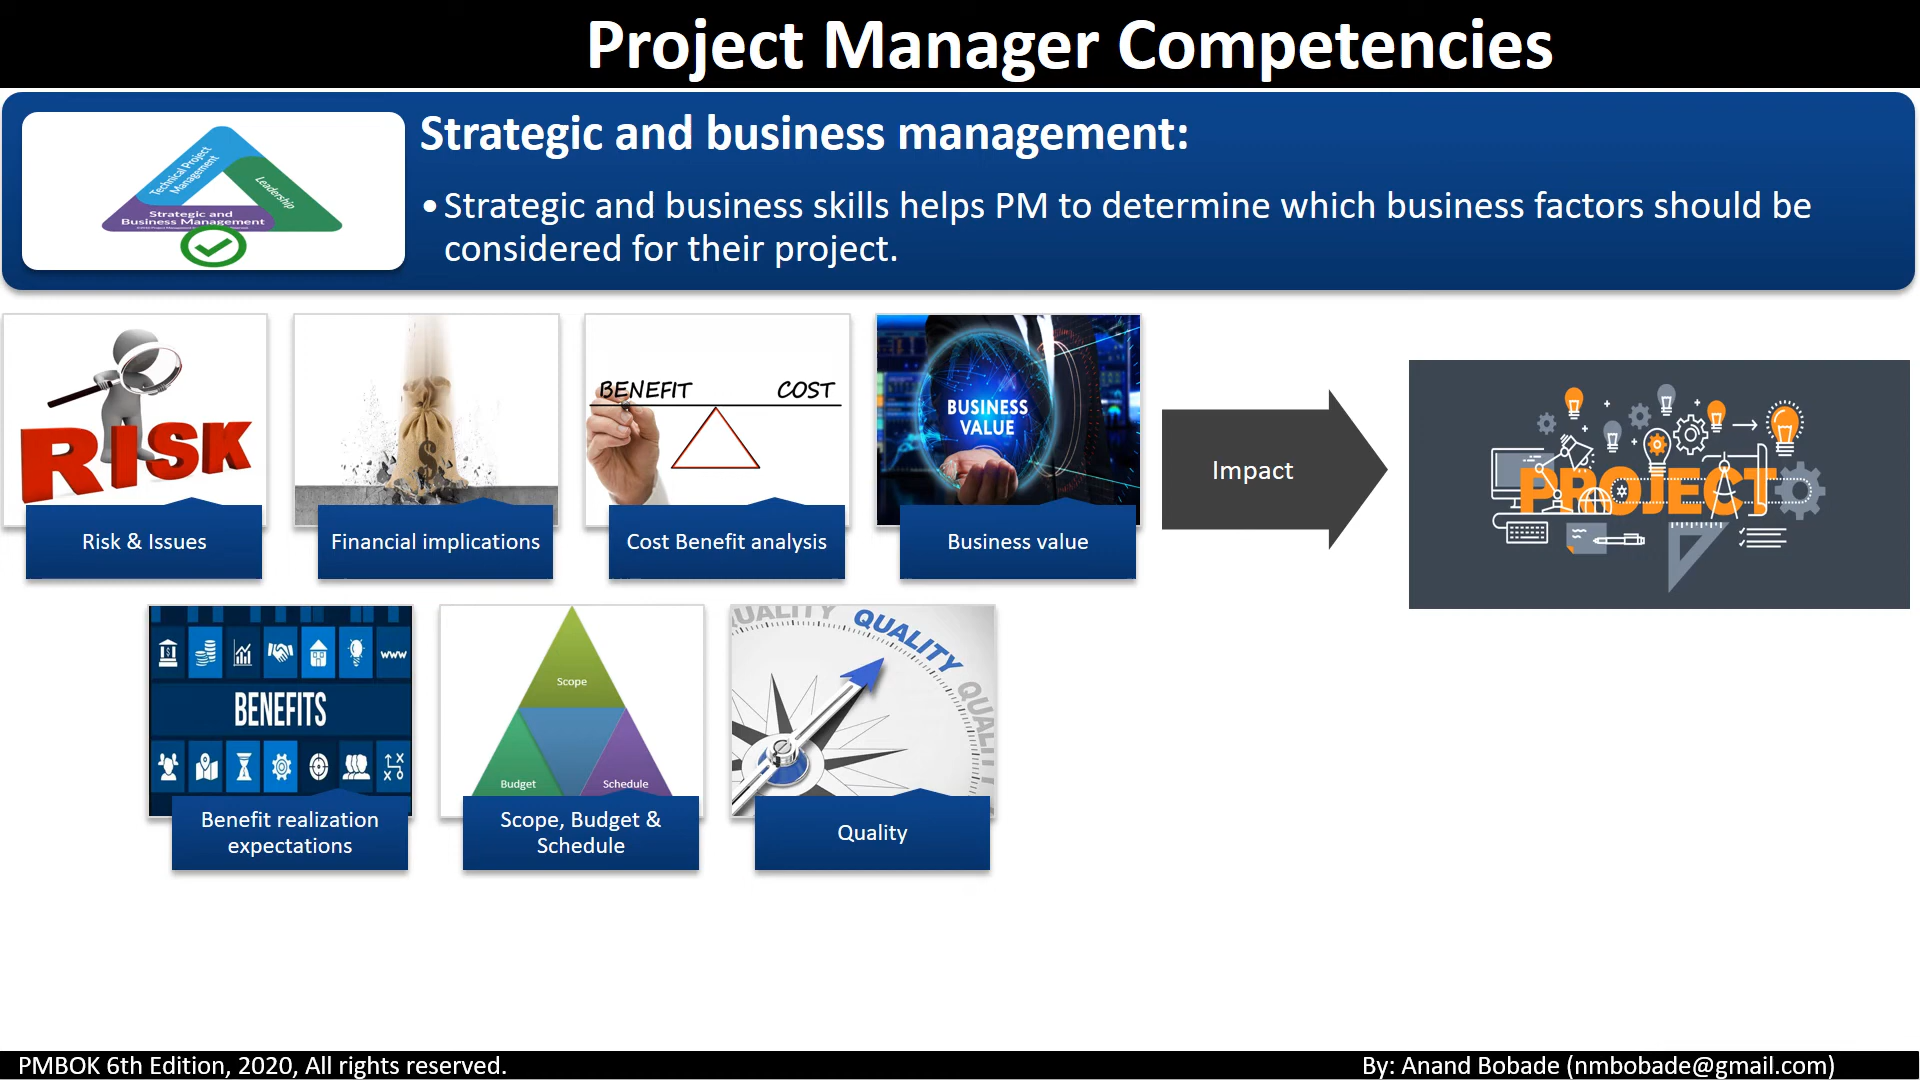 Project Manager Competencies
Technical Project
Management
Leadership
Strategic and
Business Management
Strategic and business management:
• Strategic and business skills helps PM to determine which business factors should be
considered for their project.
RISK
Risk & Issues
$
Financial implications
BENEFIT COST
Cost Benefit analysis
BUSINESS
VALUE
Business value
Impact
PROJECT
www
BENEFITS
Benefit realization
expectations
Scope
Budget Schedule
Scope, Budget &
Schedule
QUALITY
QUALITY
QUALITY
Quality
PMBOK 6th Edition, 2020, All rights reserved.
By: Anand Bobade (nmbobade@gmail.com)